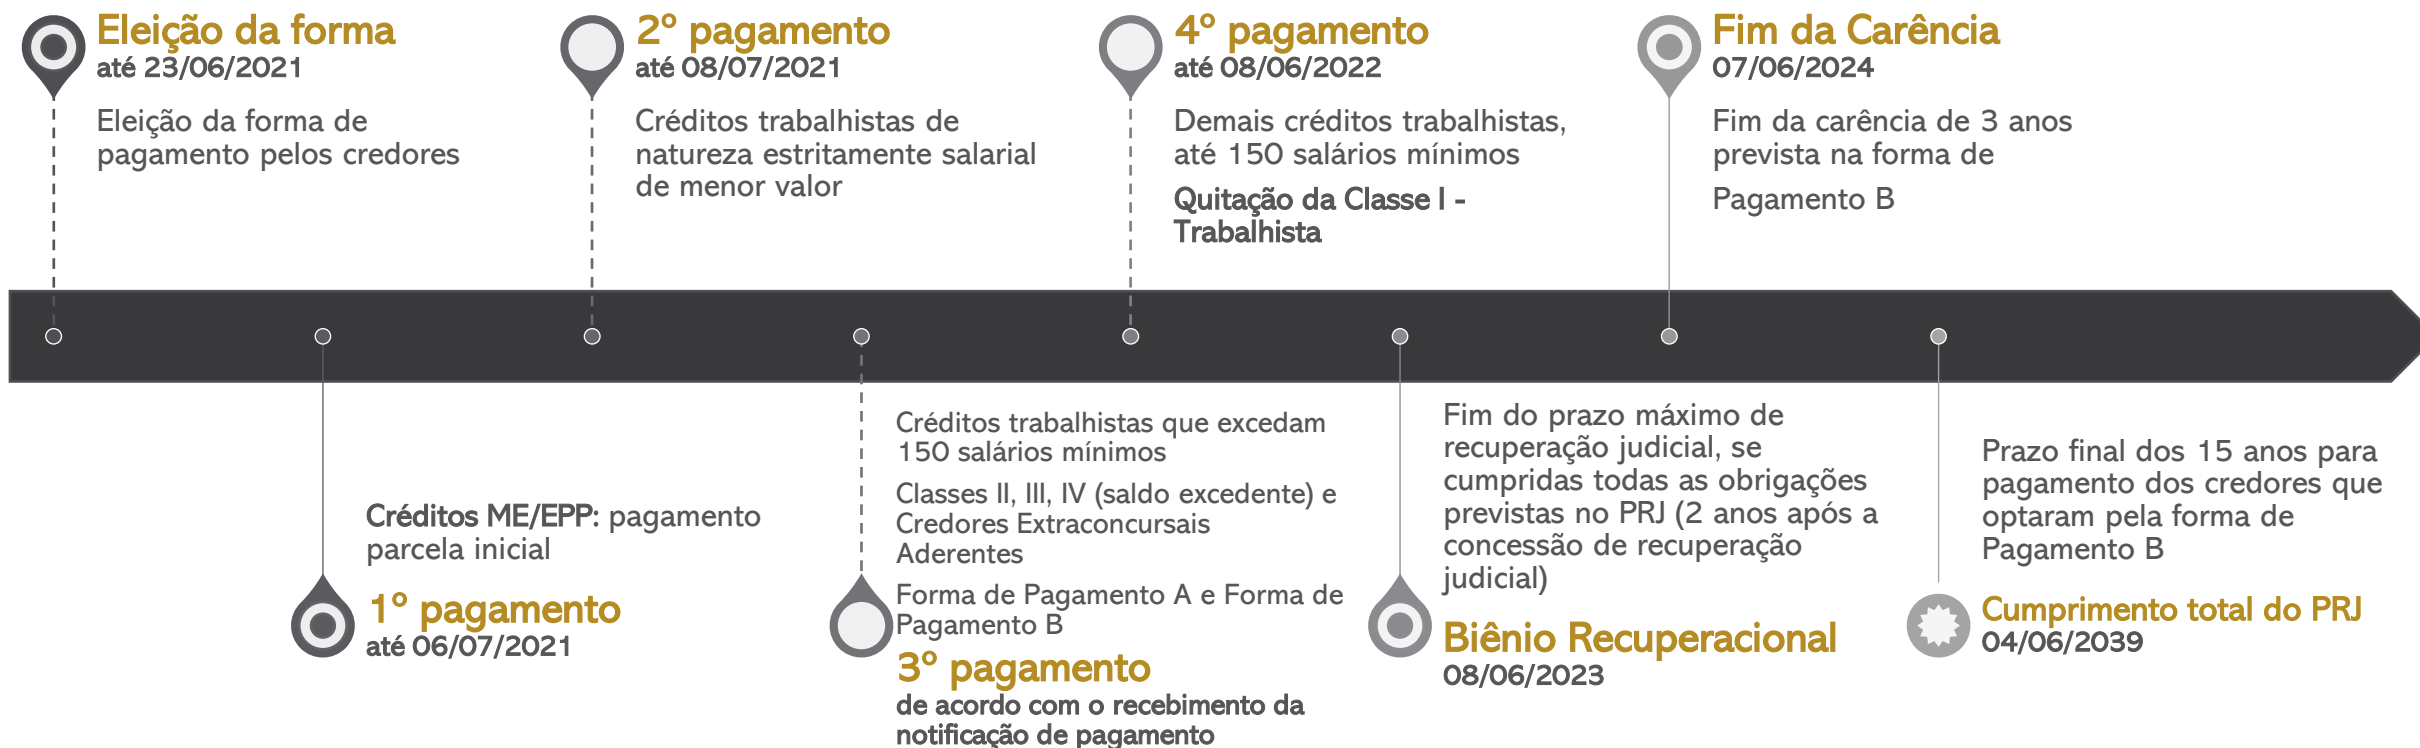 Eleição da forma
até 23/06/2021
Eleição da forma de
pagamento pelos credores
2º pagamento
até 08/07/2021
Créditos trabalhistas de
natureza estritamente salarial
de menor valor
4º pagamento
até 08/06/2022
Demais créditos trabalhistas,
até 150 salários mínimos
Quitação da Classe I -
Trabalhista
Fim da Carência
07/06/2024
Fim da carência de 3 anos
prevista na forma de
Pagamento B
Créditos ME/EPP: pagamento
parcela inicial
1º pagamento
até 06/07/2021
Créditos trabalhistas que excedam
150 salários mínimos
Classes II, III, IV (saldo excedente) e
Credores Extraconcursais
Aderentes
Forma de Pagamento A e Forma de
Pagamento B
3º pagamento
de acordo com o recebimento da
notificação de pagamento
Fim do prazo máximo de
recuperação judicial, se
cumpridas todas as obrigações
previstas no PRJ (2 anos após a
concessão de recuperação
judicial)
Biênio Recuperacional
08/06/2023
Prazo final dos 15 anos para
pagamento dos credores que
optaram pela forma de
Pagamento B
Cumprimento total do PRJ
04/06/2039